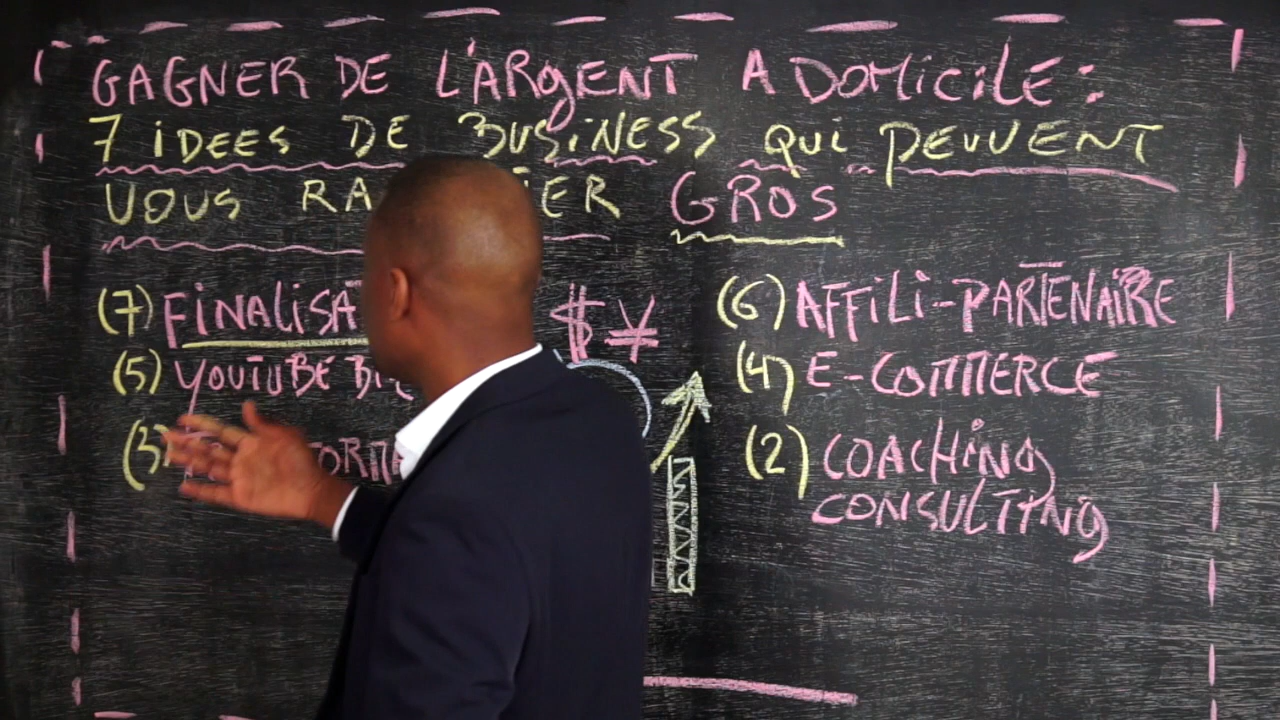 GAGNER DE L'ARgENT A DOMiCiLE :
7 iDEES DE BUSiNESS QUi PEUVENT
VOUS GROS
(7) $ ¥
(5) YOUTUBE
(3)
(6) AFFiLi-PARTENAiRE
(4) E-COMMERCE
(2) COACHiNg
CONSULTiNg